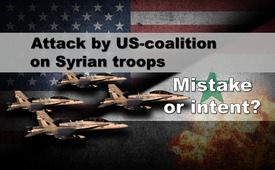 Attack by US-coalition
on Syrian troops
Mistake
or intent?